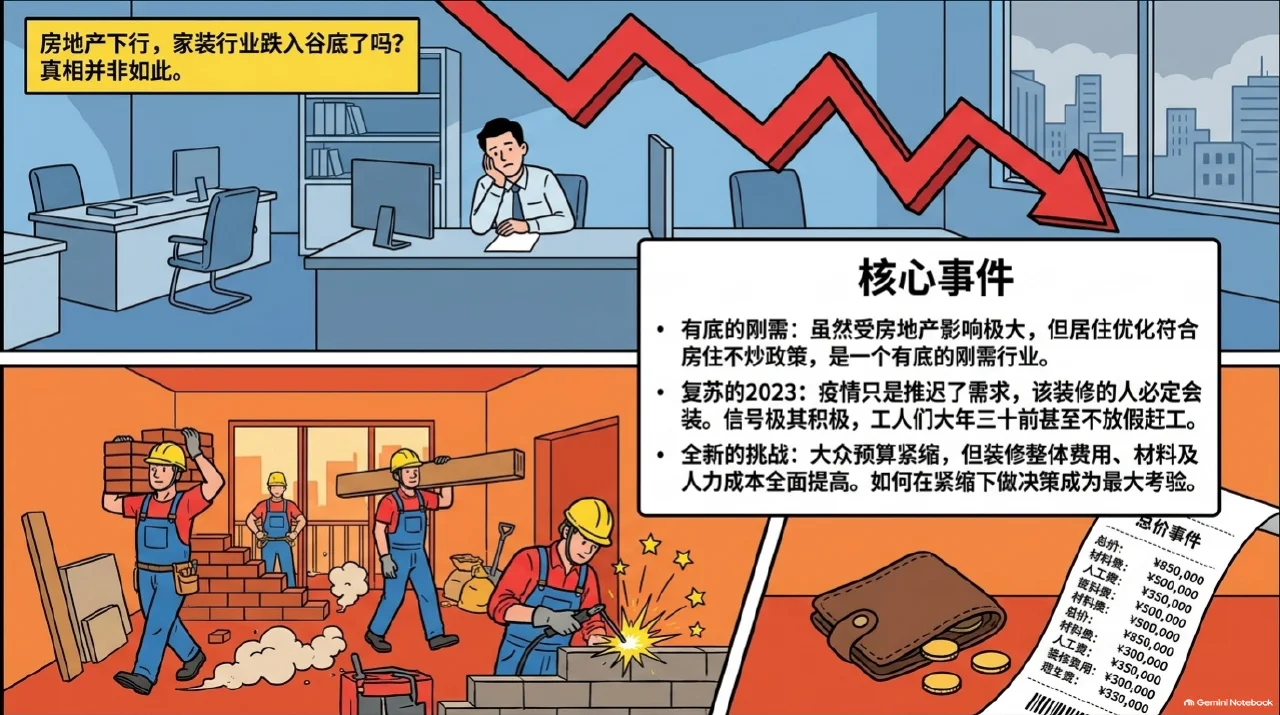 房地产下行，家装行业跌入谷底了吗？
真相并非如此。
核心事件
• 有底的刚需：虽然受房地产影响极大，但居住优化符合
房住不炒政策，是一个有底的刚需行业。
• 复苏的2023：疫情只是推迟了需求，该装修的人必定会
装。信号极其积极，工人们大年三十前甚至不放假赶工。
• 全新的挑战：大众预算紧缩，但装修整体费用、材料及
人力成本全面提高。如何在紧缩下做决策成为最大考验。
总价事件
总价： ¥850,000
材料费： ¥500,000
人工费： ¥350,000
¥500,000
材料费： ¥500,000
总价： ¥850,000
材料费： ¥300,000
人工费： ¥350,000
装修费用： ¥300,000
¥330,000
Gemini Notebook